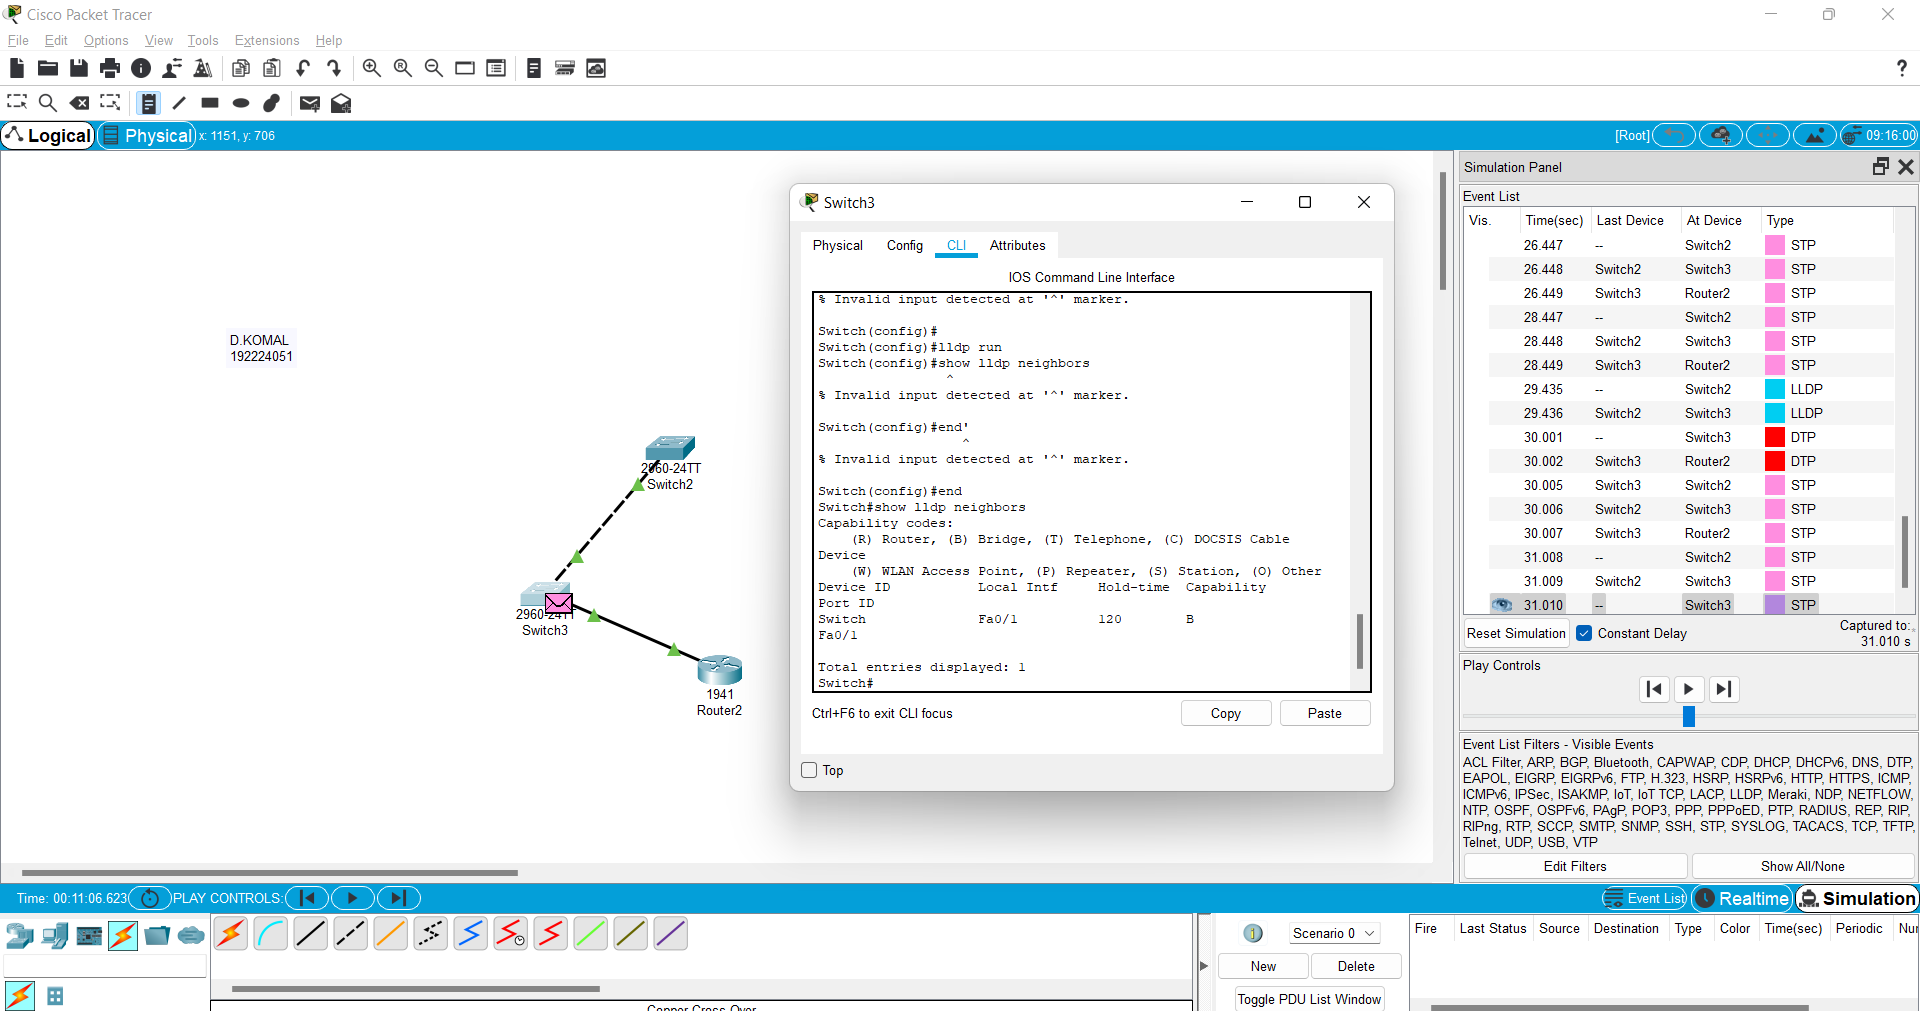 Cisco Packet Tracer
File Edit Options View Tools Extensions Help
Logical Physical x: 1151, y: 706 [Root] 09:16:00
D.KOMAL
192224051
2960-24TT
Switch2
Switch3
1941
Router2
Switch3
Physical Config CLI Attributes
IOS Command Line Interface
% Invalid input detected at '^' marker.
Switch(config)#
Switch(config)#lldp run
Switch(config)#show lldp neighbors
^
% Invalid input detected at '^' marker.
Switch(config)#end'
^
% Invalid input detected at '^' marker.
Switch(config)#end
Switch#show lldp neighbors
Capability codes:
(R) Router, (B) Bridge, (T) Telephone, (C) DOCSIS Cable
Device
(W) WLAN Access Point, (P) Repeater, (S) Station, (O) Other
Device ID Local Intf Hold-time Capability
Port ID
Switch Fa0/1 120 B
Fa0/1
Total entries displayed: 1
Switch#
Ctrl+F6 to exit CLI focus Copy Paste
Top
Simulation Panel
Event List
Vis. Time(sec) Last Device At Device Type
26.447 -- Switch2 STP
26.448 Switch2 Switch3 STP
26.449 Switch3 Router2 STP
28.447 -- Switch2 STP
28.448 Switch2 Switch3 STP
28.449 Switch3 Router2 STP
29.435 -- Switch2 LLDP
29.436 Switch2 Switch3 LLDP
30.001 -- Switch3 DTP
30.002 Switch3 Router2 DTP
30.005 Switch3 Switch2 STP
30.006 Switch2 Switch3 STP
30.007 Switch3 Router2 STP
31.008 -- Switch2 STP
31.009 Switch2 Switch3 STP
31.010 -- Switch3 STP
Reset Simulation Constant Delay Captured to:
31.010 s
Play Controls
Event List Filters - Visible Events
ACL Filter, ARP, BGP, Bluetooth, CAPWAP, CDP, DHCP, DHCPv6, DNS, DTP,
EAPOL, EIGRP, EIGRPv6, FTP, H.323, HSRP, HSRPv6, HTTP, HTTPS, ICMP,
ICMPv6, IPSec, ISAKMP, IoT, IoT TCP, LACP, LLDP, Meraki, NDP, NETFLOW,
NTP, OSPF, OSPFv6, PAgP, POP3, PPP, PPPoED, PTP, RADIUS, REP, RIP,
RIPng, RTP, SCCP, SMTP, SNMP, SSH, STP, SYSLOG, TACACS, TCP, TFTP,
Telnet, UDP, USB, VTP
Edit Filters Show All/None
Time: 00:11:06.623 PLAY CONTROLS: Event List Realtime Simulation
Scenario 0
New Delete
Toggle PDU List Window
Fire Last Status Source Destination Type Color Time(sec) Periodic
Copper Cross-Over